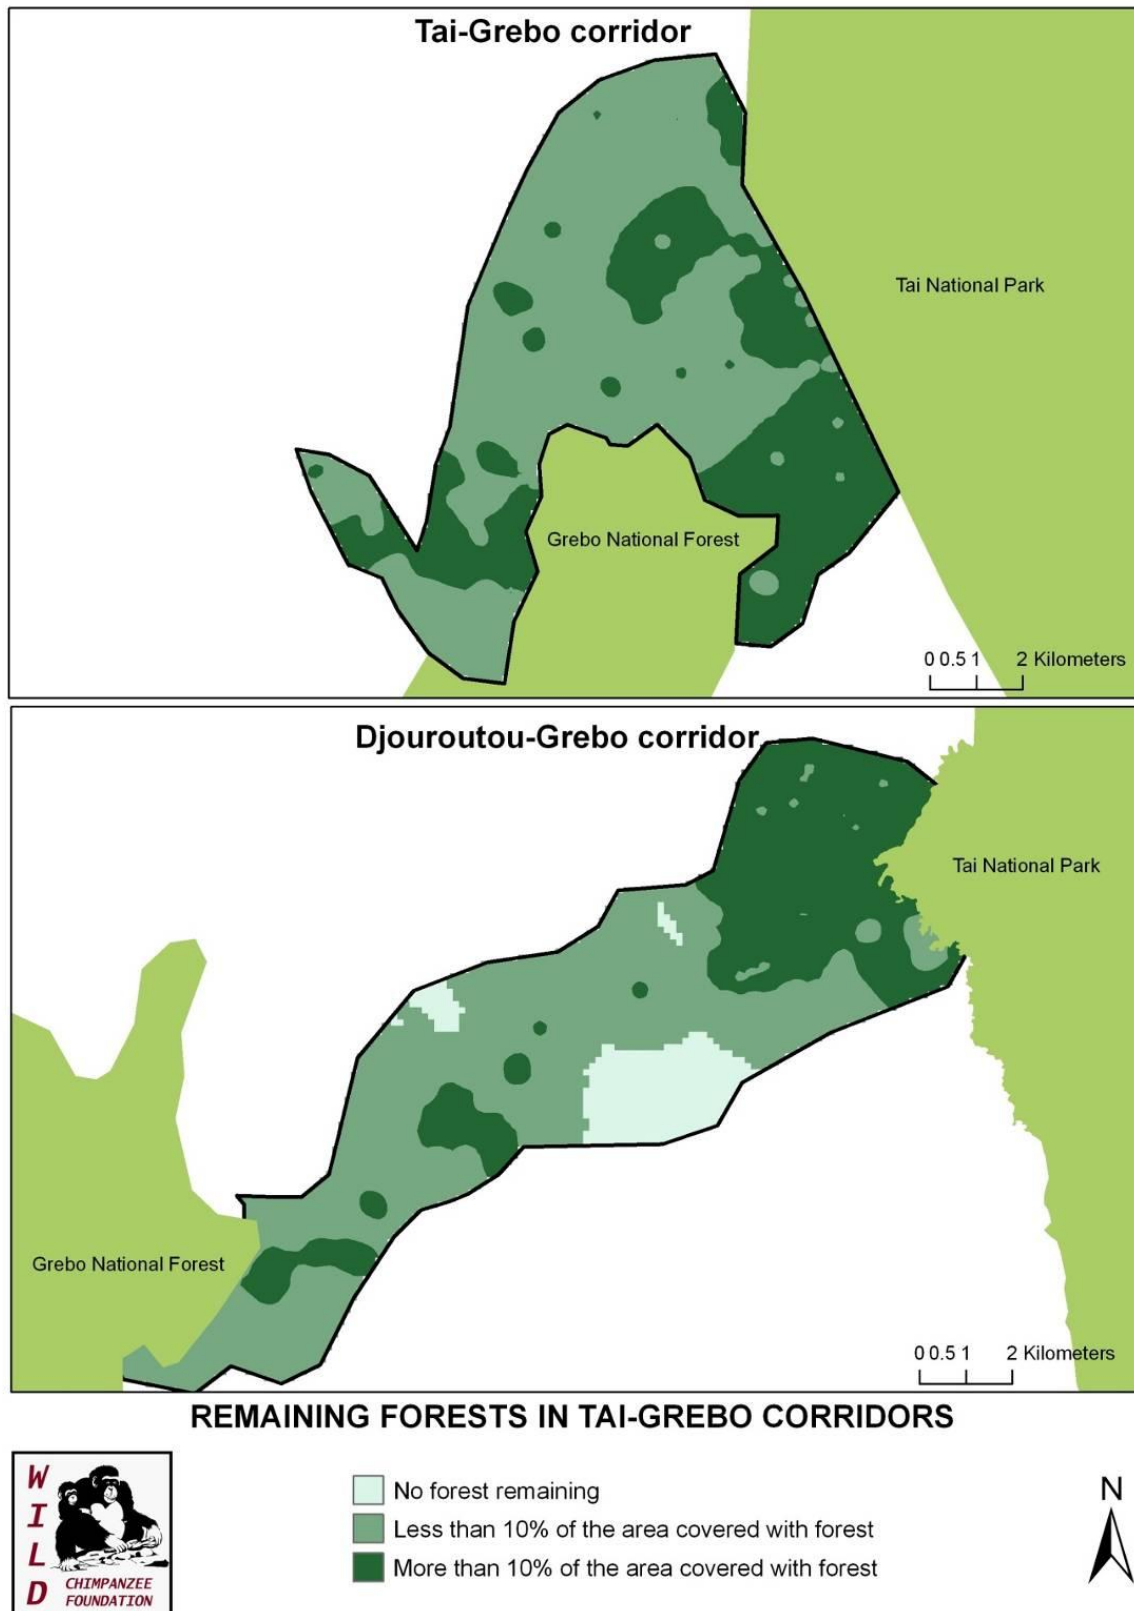 Tai-Grebo corridor
Tai National Park
Grebo National Forest
0 0.5 1 2 Kilometers
Djouroutou-Grebo corridor
Tai National Park
Grebo National Forest
0 0.5 1 2 Kilometers
REMAINING FORESTS IN TAI-GREBO CORRIDORS
WILD
CHIMPANZEE
FOUNDATION
No forest remaining
Less than 10% of the area covered with forest
More than 10% of the area covered with forest
N